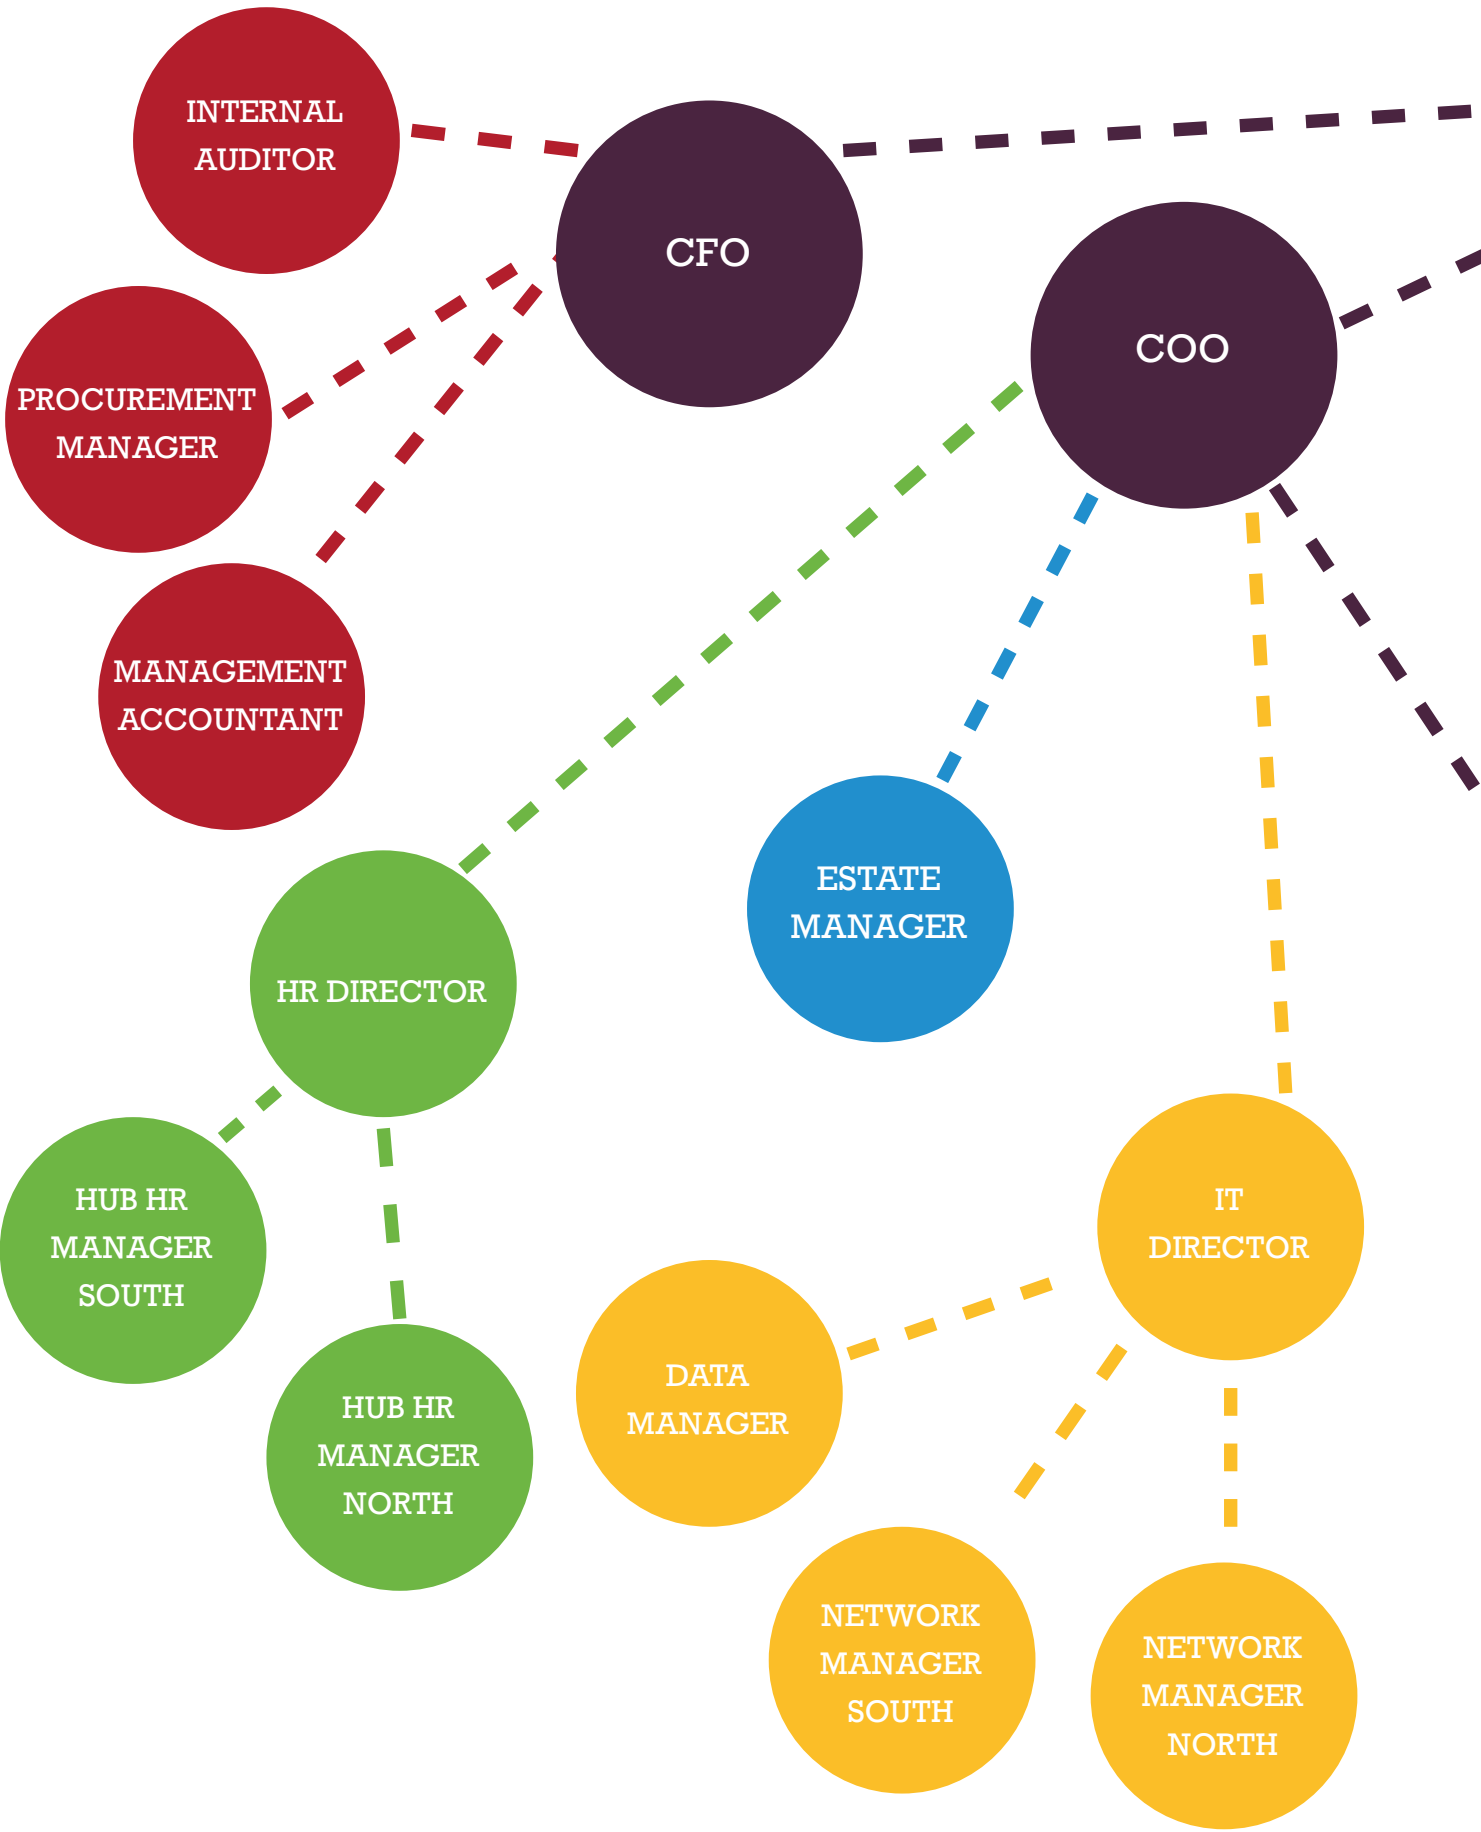 INTERNAL
AUDITOR
CFO
COO
PROCUREMENT
MANAGER
MANAGEMENT
ACCOUNTANT
ESTATE
MANAGER
HR DIRECTOR
HUB HR
MANAGER
SOUTH
IT
DIRECTOR
DATA
MANAGER
HUB HR
MANAGER
NORTH
NETWORK
MANAGER
SOUTH
NETWORK
MANAGER
NORTH